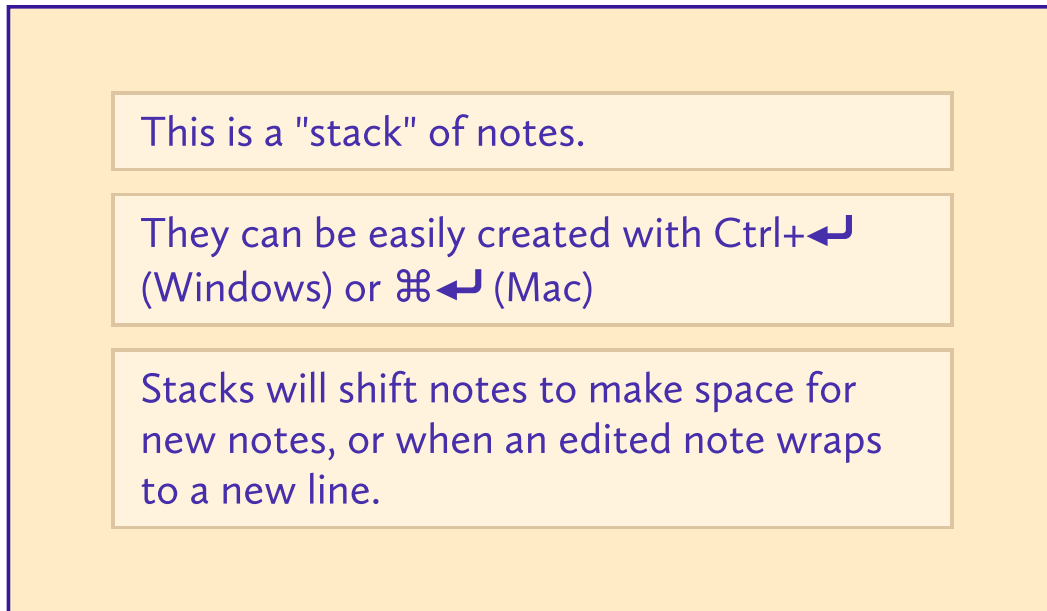 This is a "stack" of notes.
They can be easily created with Ctrl+↵
(Windows) or ⌘↵ (Mac)
Stacks will shift notes to make space for
new notes, or when an edited note wraps
to a new line.